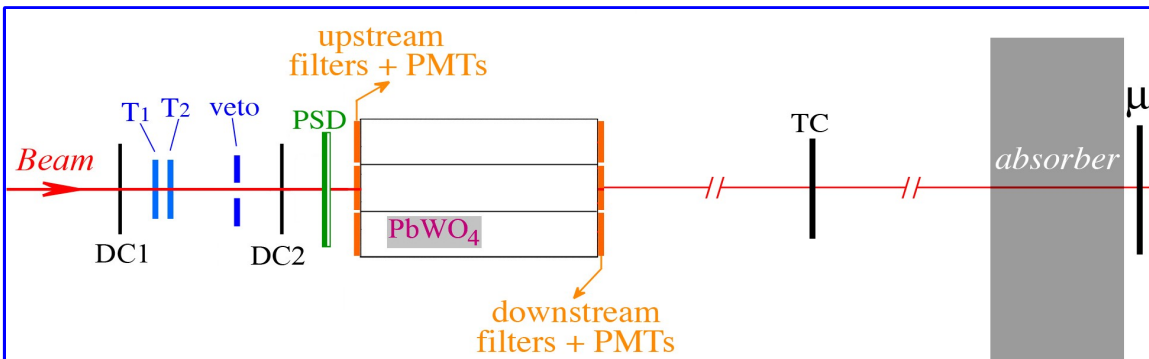 upstream
filters + PMTs
T1 T2 veto
PSD
TC
μ
Beam
absorber
PbWO4
DC1
DC2
downstream
filters + PMTs